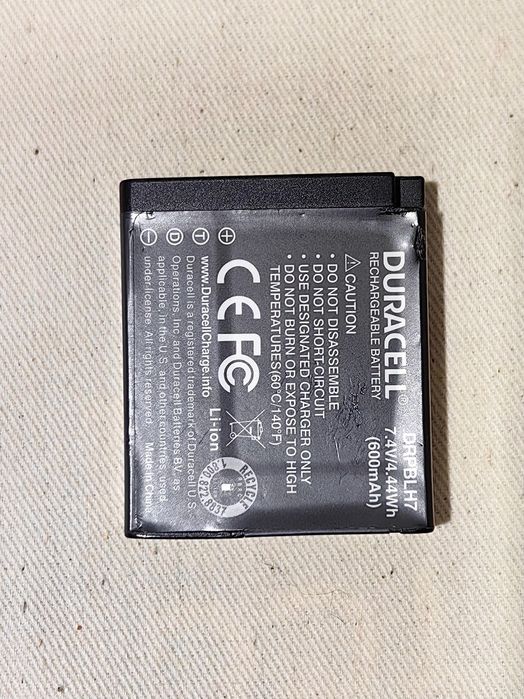 DURACELL®
RECHARGEABLE BATTERY
DRPBLH7
7.4V/4.44Wh
(600mAh)
⚠CAUTION
• DO NOT DISASSEMBLE
• DO NOT SHORT-CIRCUIT
• USE DESIGNATED CHARGER ONLY
• DO NOT BURN OR EXPOSE TO HIGH
TEMPERATURES(60°C/140°F)
CE FC
Li-ion
RECYCLE
1.800.822.8837
www.DuracellCharge.info
Duracell is a registered trademark of Duracell U.S.
Operations, Inc. and Duracell Batteries BV. as
applicable, in the U.S. and other countries, used
under license. All rights reserved.
Made in China
+ T D −